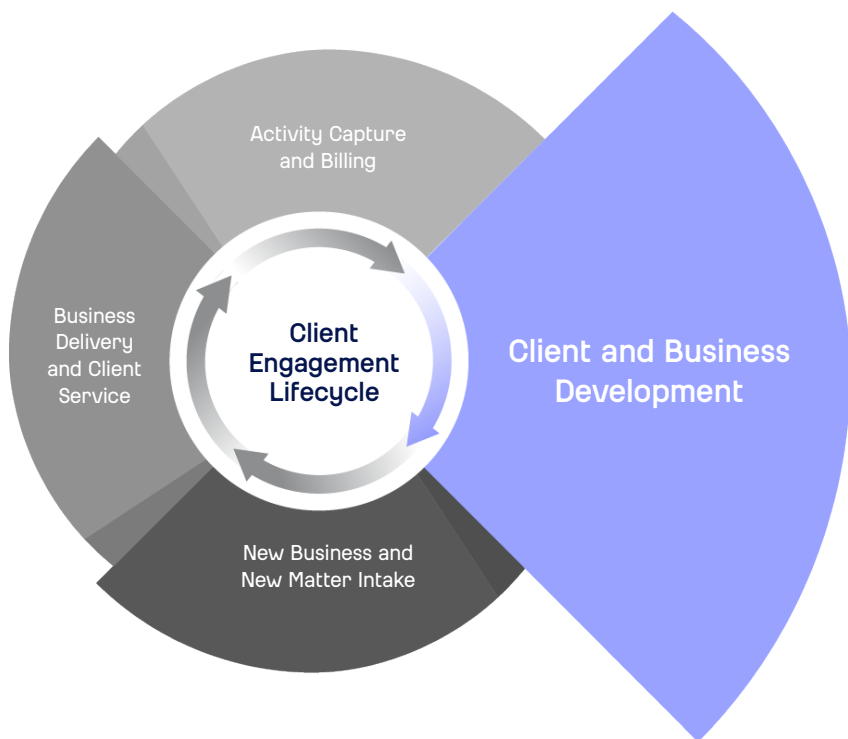 Activity Capture
and Billing
Client and Business
Development
New Business and
New Matter Intake
Business
Delivery
and Client
Service
Client
Engagement
Lifecycle